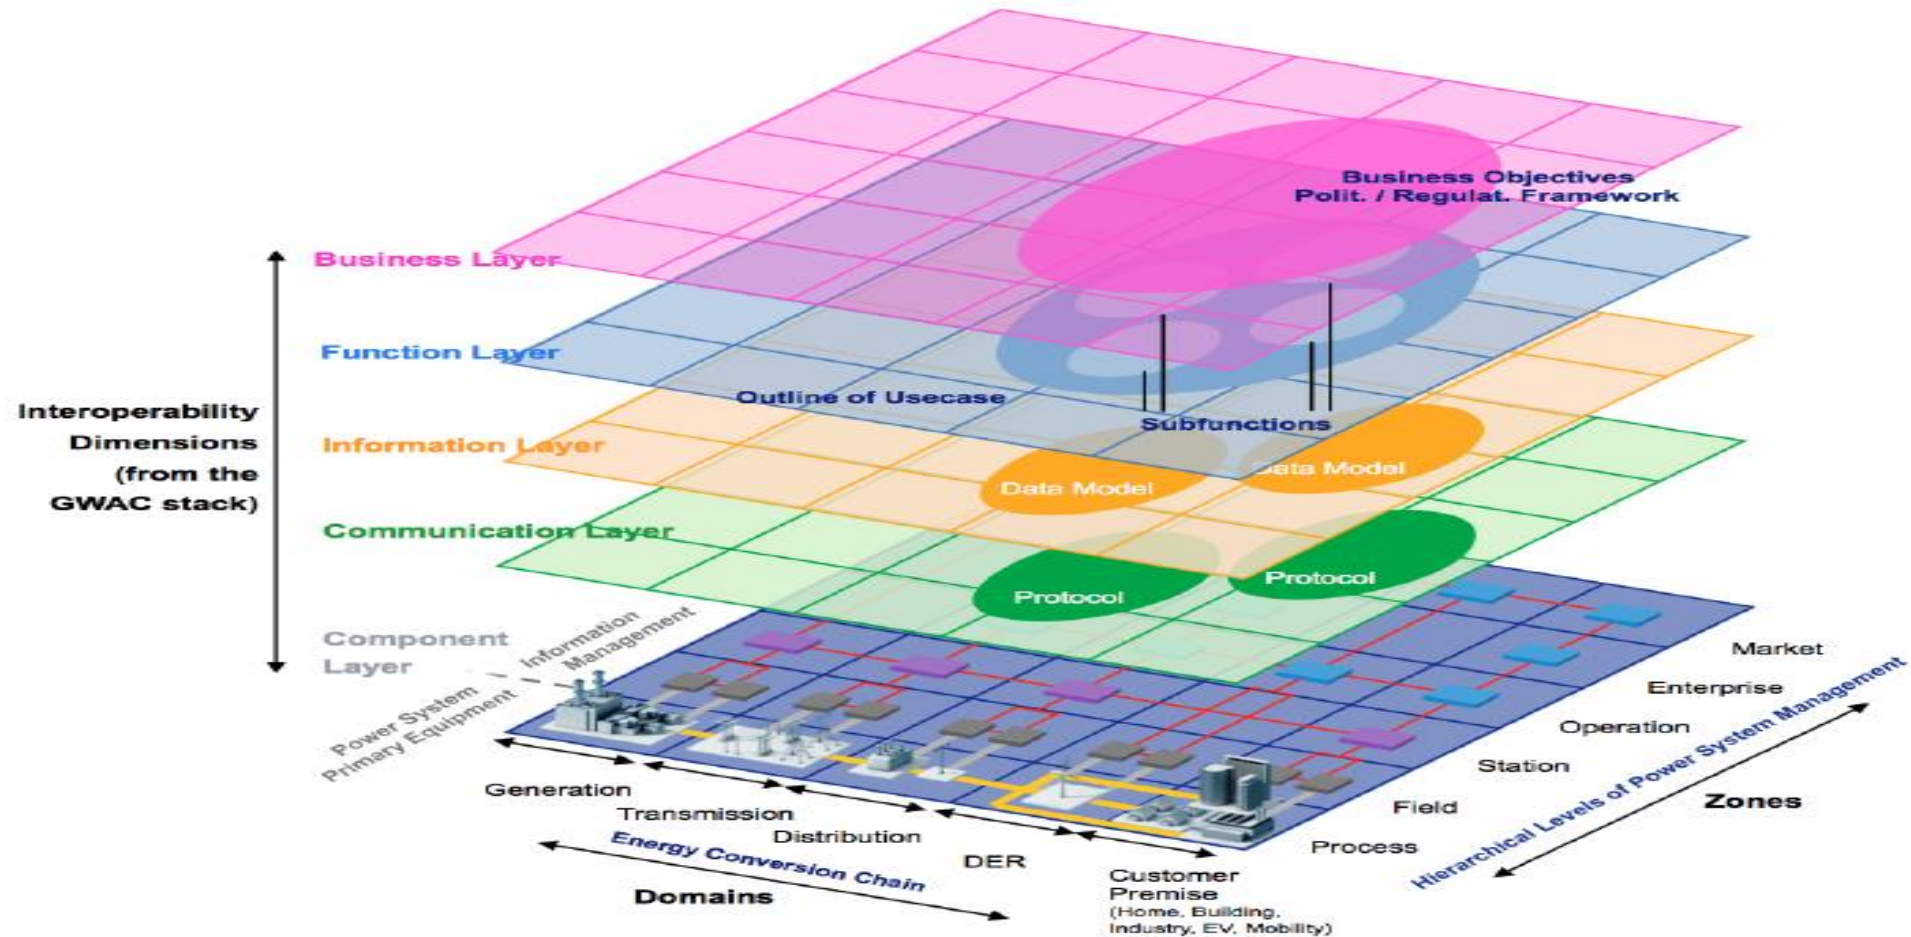 Business Objectives
Polit. / Regulat. Framework
Business Layer
Function Layer
Outline of Usecase
Subfunctions
Interoperability
Dimensions
(from the
GWAC stack)
Information Layer
Data Model
Data Model
Communication Layer
Protocol
Protocol
Component
Layer
Information
Management
Power System
Primary Equipment
Market
Enterprise
Operation
Station
Field
Process
Hierarchical Levels of Power System Management
Zones
Generation
Transmission
Distribution
DER
Customer
Premise
(Home, Building,
Industry, EV, Mobility)
Energy Conversion Chain
Domains